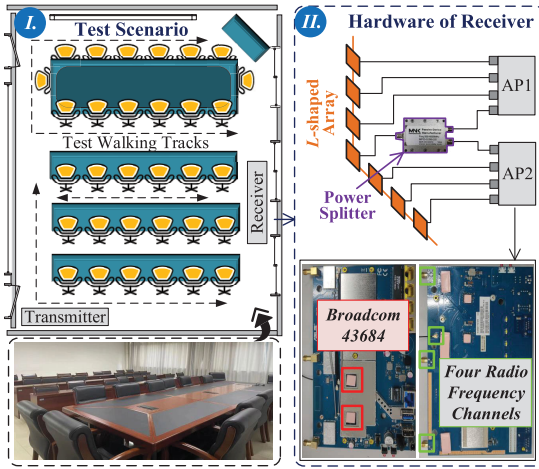 I.
Test Scenario
Test Walking Tracks
Receiver
Transmitter
II.
Hardware of Receiver
L-shaped
Array
MNK
Power
Splitter
AP1
AP2
Broadcom
43684
Four Radio
Frequency
Channels